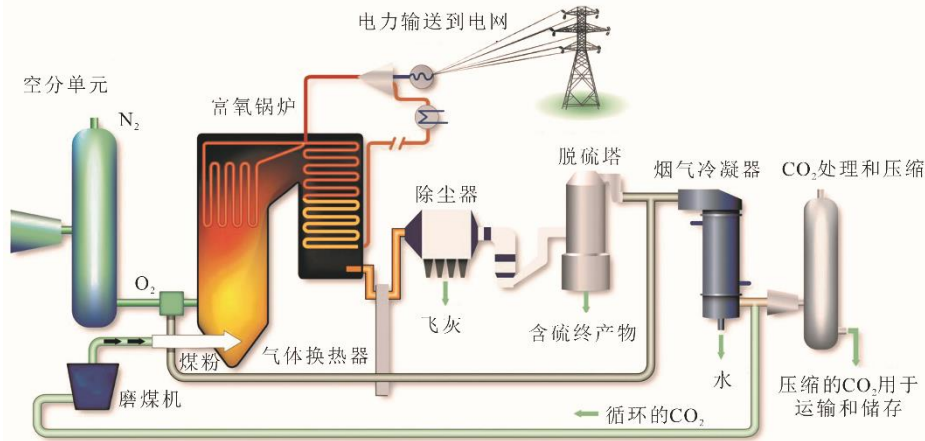 电力输送到电网
空分单元
N₂
富氧锅炉
脱硫塔
烟气冷凝器
CO₂处理和压缩
除尘器
O₂
飞灰
含硫终产物
煤粉
气体换热器
水
磨煤机
压缩的CO₂用于
运输和储存
循环的CO₂